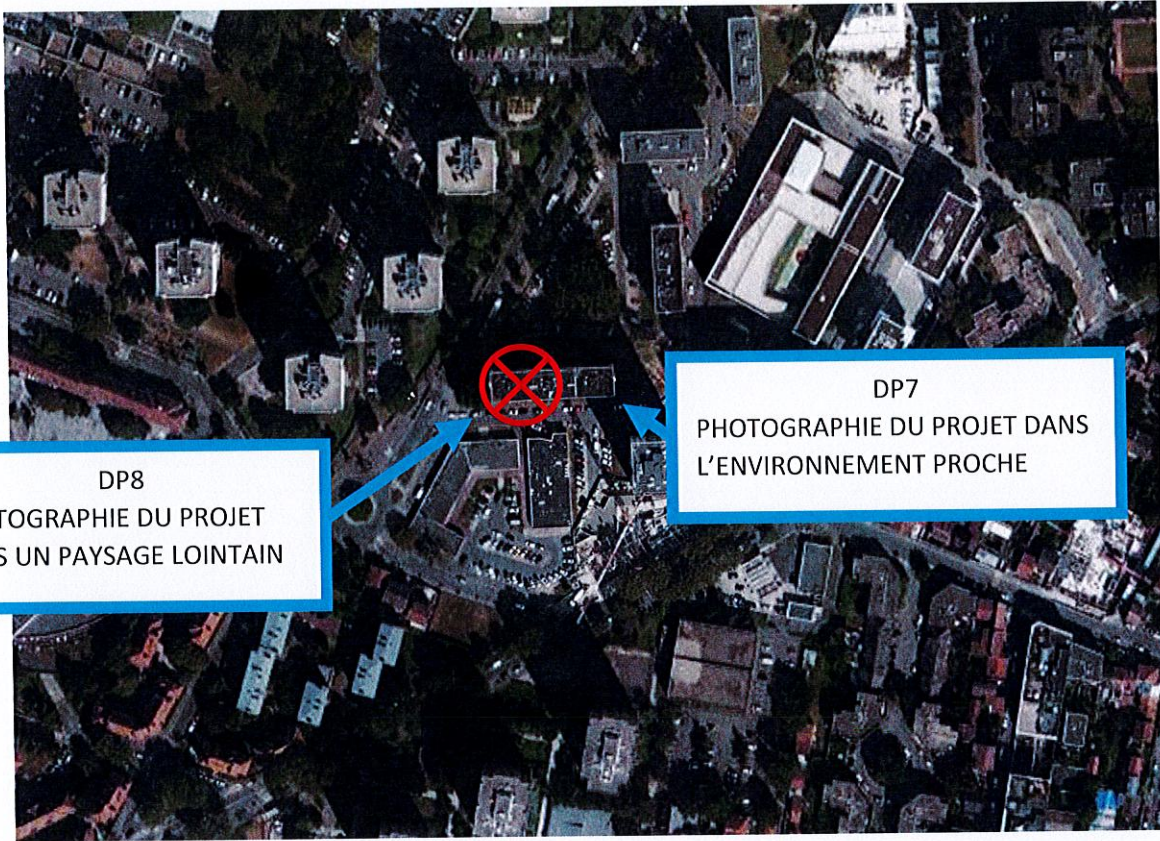 DP7
PHOTOGRAPHIE DU PROJET DANS
L'ENVIRONNEMENT PROCHE
DP8
TOGRAPHIE DU PROJET
S UN PAYSAGE LOINTAIN